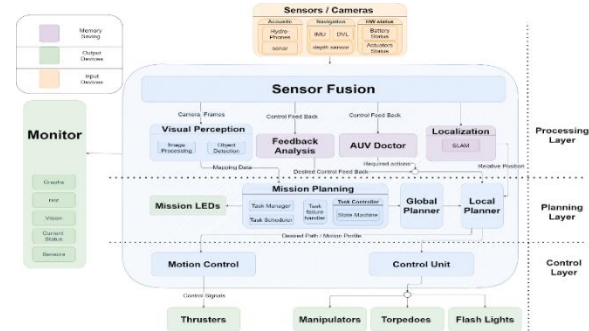 Sensors / Cameras
Acoustic
Navigation
HW status
Hydro-
Phones
sonar
IMU
DVL
depth sensor
Battery
Status
Actuators
Status
Memory
Saving
Output
Devices
Input
Devices
Sensor Fusion
Camera Frames
Control Feed Back
Control Feed Back
Visual Perception
Image
Processing
Object
Detection
Feedback
Analysis
AUV Doctor
Localization
SLAM
Processing
Layer
Monitor
Graphs
Vision
Current
Status
Sensors
Mapping Data
Required actions
Desired Control Feed Back
Relative Position
Mission LEDs
Mission Planning
Task Manager
Task Scheduler
Task
failure
handler
Task Controller
State Machine
Global
Planner
Local
Planner
Planning
Layer
Desired Path / Motion Profile
Motion Control
Control Unit
Control
Layer
Control Signals
Thrusters
Manipulators
Torpedoes
Flash Lights